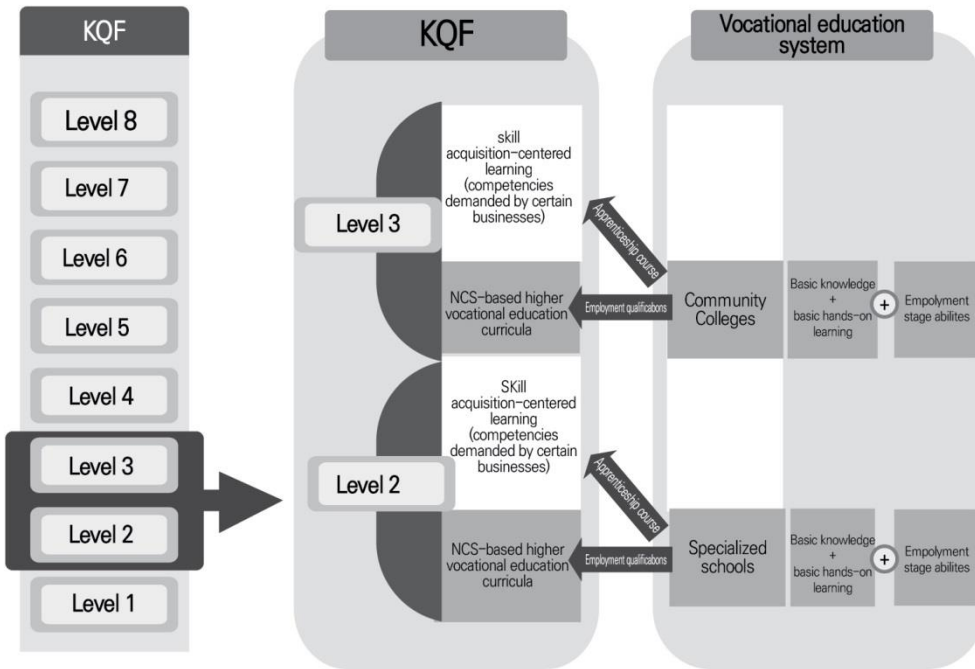 KQF
Level 8
Level 7
Level 6
Level 5
Level 4
Level 3
Level 2
Level 1
KQF
Level 3
skill
acquisition-centered
learning
(competencies
demanded by certain
businesses)
NCS-based higher
vocational education
curricula
Level 2
SKill
acquisition-centered
learning
(competencies
demanded by certain
businesses)
NCS-based higher
vocational education
curricula
Apprenticeship course
Employment qualifications
Apprenticeship course
Employment qualifications
Vocational education
system
Community
Colleges
Basic knowledge
+
basic hands-on
learning
+
Empolyment
stage abilites
Specialized
schools
Basic knowledge
+
basic hands-on
learning
+
Empolyment
stage abilites